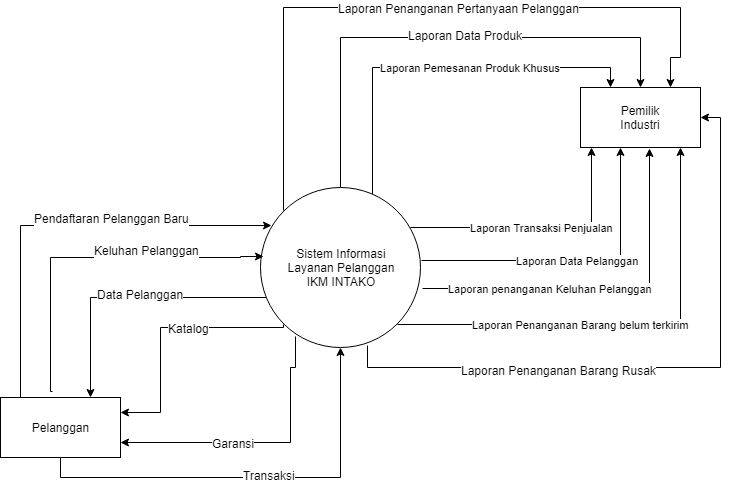 Laporan Penanganan Pertanyaan Pelanggan
Laporan Data Produk
Laporan Pemesanan Produk Khusus
Pemilik
Industri
Pendaftaran Pelanggan Baru
Keluhan Pelanggan
Data Pelanggan
Katalog
Sistem Informasi
Layanan Pelanggan
IKM INTAKO
Laporan Transaksi Penjualan
Laporan Data Pelanggan
Laporan penanganan Keluhan Pelanggan
Laporan Penanganan Barang belum terkirim
Laporan Penanganan Barang Rusak
Pelanggan
Garansi
Transaksi